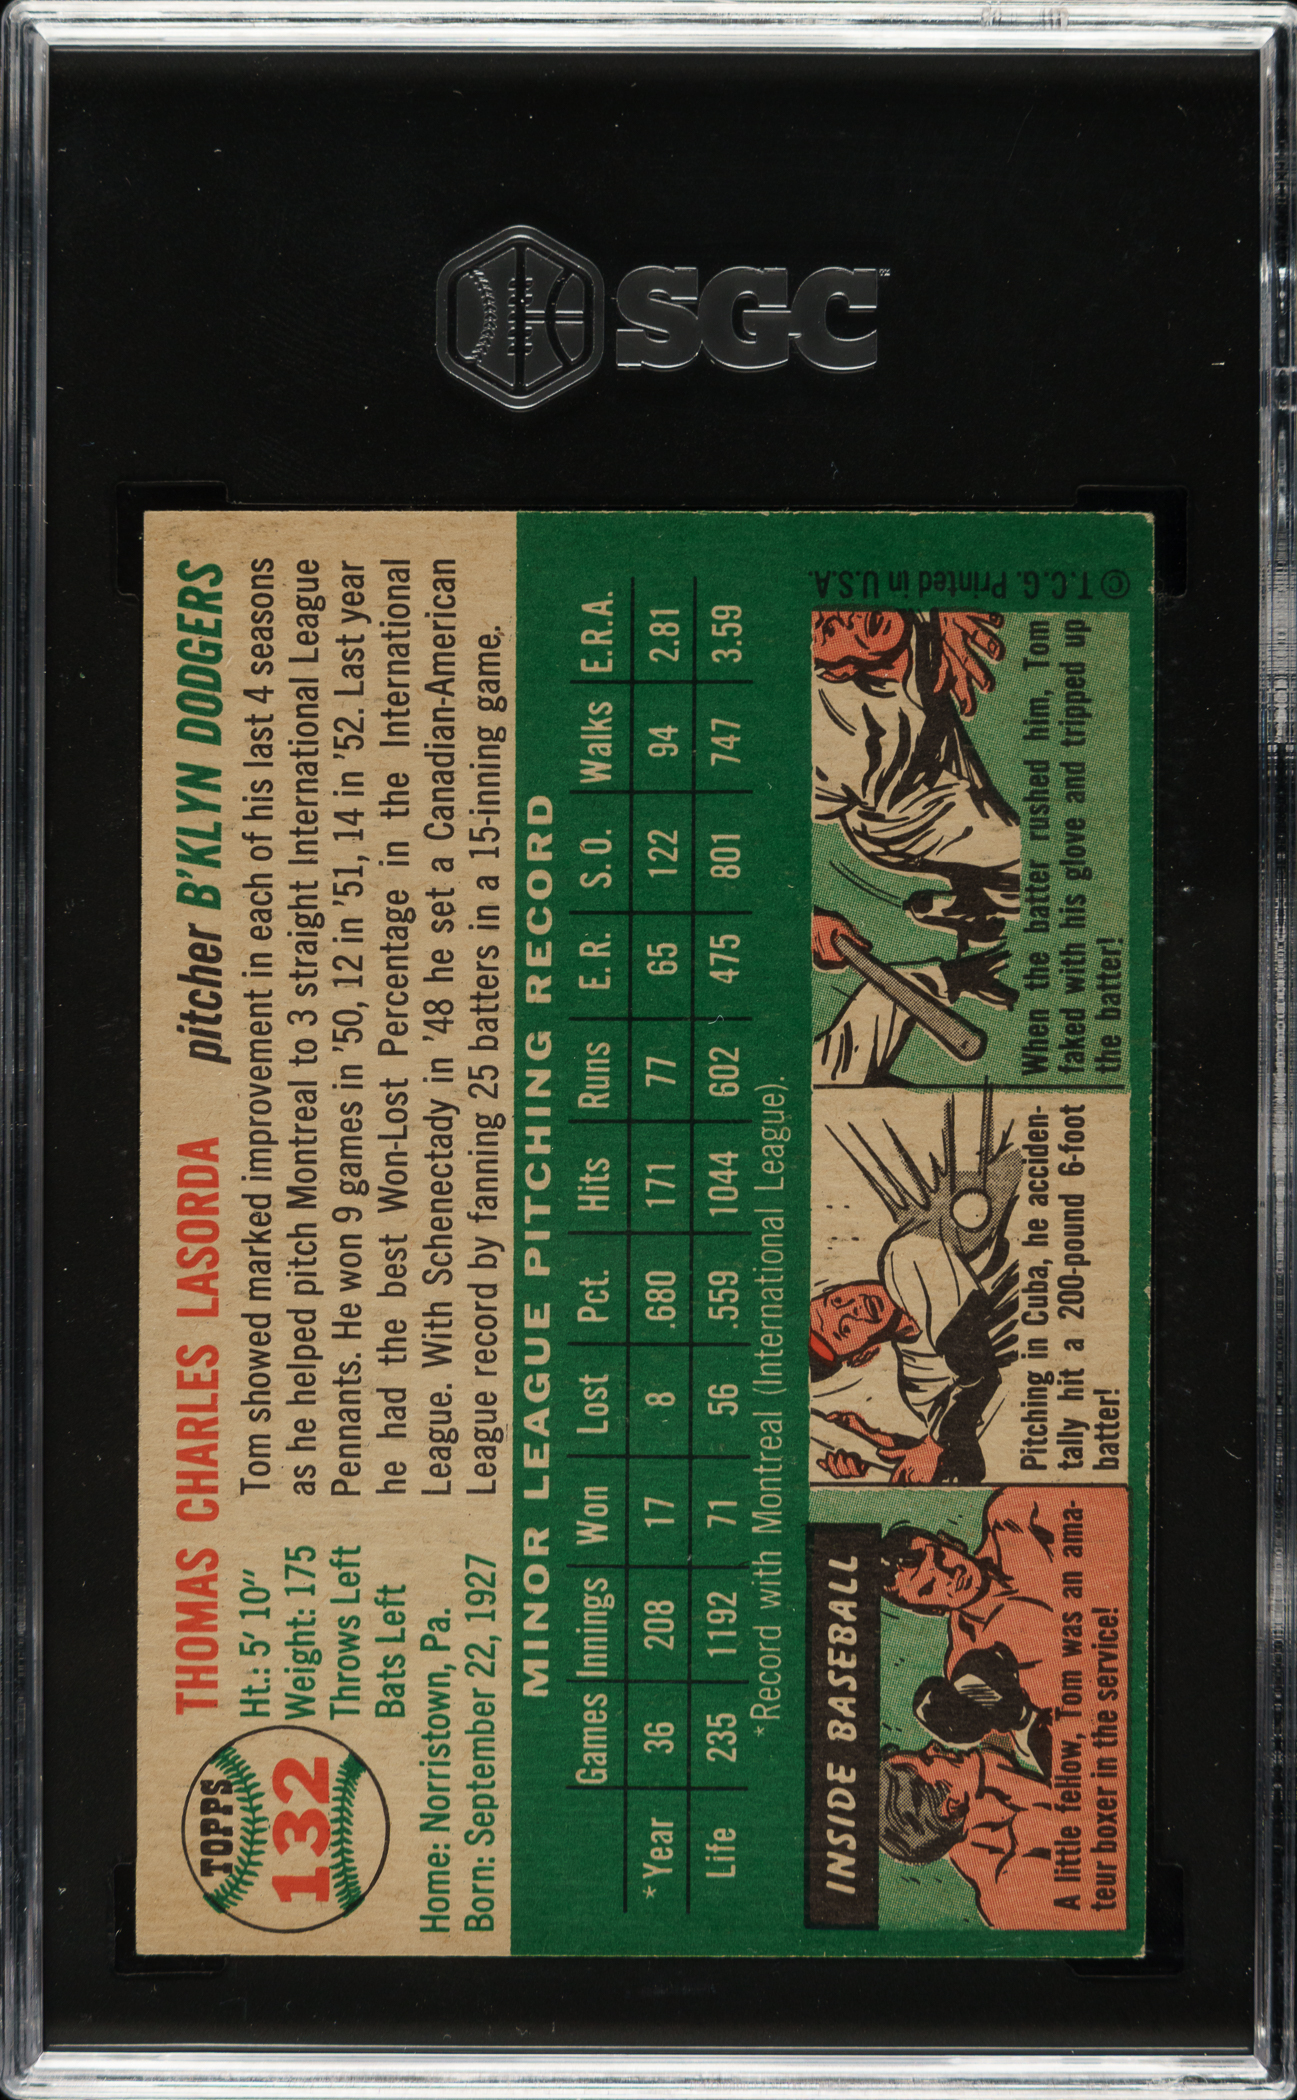 SGC
TOPPS
132
THOMAS CHARLES LASORDA pitcher B'KLYN DODGERS
Ht.: 5' 10"
Weight: 175
Throws Left
Bats Left
Home: Norristown, Pa.
Born: September 22, 1927
Tom showed marked improvement in each of his last 4 seasons
as he helped pitch Montreal to 3 straight International League
Pennants. He won 9 games in '50, 12 in '51, 14 in '52. Last year
he had the best Won-Lost Percentage in the International
League. With Schenectady in '48 he set a Canadian-American
League record by fanning 25 batters in a 15-inning game.
MINOR LEAGUE PITCHING RECORD
Games Innings Won Lost Pct. Hits Runs E.R. S.O. Walks E.R.A.
*Year 36 208 17 8 .680 171 77 65 122 94 2.81
Life 235 1192 71 56 .559 1044 602 475 801 747 3.59
*Record with Montreal (International League).
INSIDE BASEBALL
A little fellow, Tom was an ama-
teur boxer in the service!
Pitching in Cuba, he acciden-
tally hit a 200-pound 6-foot
batter!
When the batter rushed him, Tom
faked with his glove and tripped up
the batter!
© T.C.G. Printed in U.S.A.